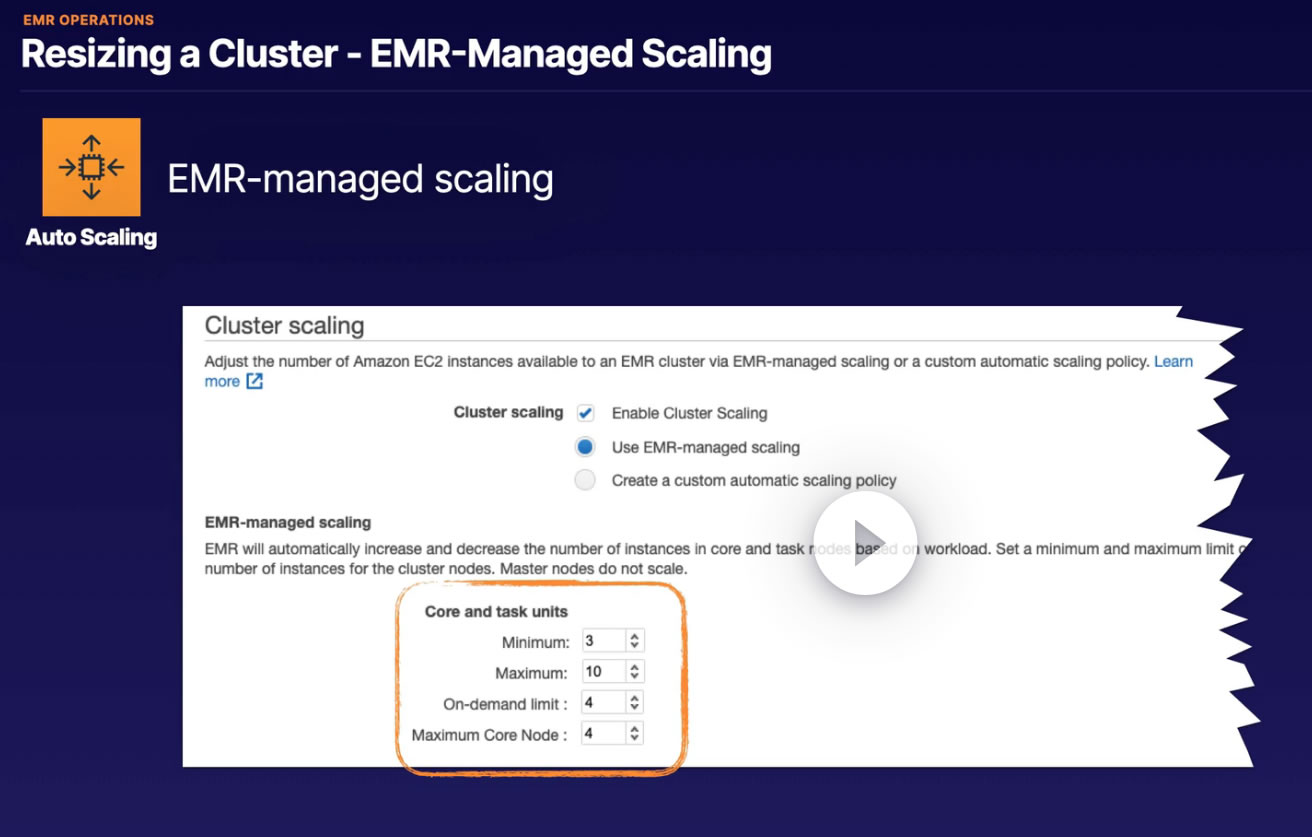 EMR OPERATIONS
Resizing a Cluster - EMR-Managed Scaling
EMR-managed scaling
Auto Scaling
Cluster scaling
Adjust the number of Amazon EC2 instances available to an EMR cluster via EMR-managed scaling or a custom automatic scaling policy. Learn
more
Cluster scaling Enable Cluster Scaling
Use EMR-managed scaling
Create a custom automatic scaling policy
EMR-managed scaling
EMR will automatically increase and decrease the number of instances in core and task nodes based on workload. Set a minimum and maximum limit
number of instances for the cluster nodes. Master nodes do not scale.
Core and task units
Minimum: 3
Maximum: 10
On-demand limit : 4
Maximum Core Node : 4